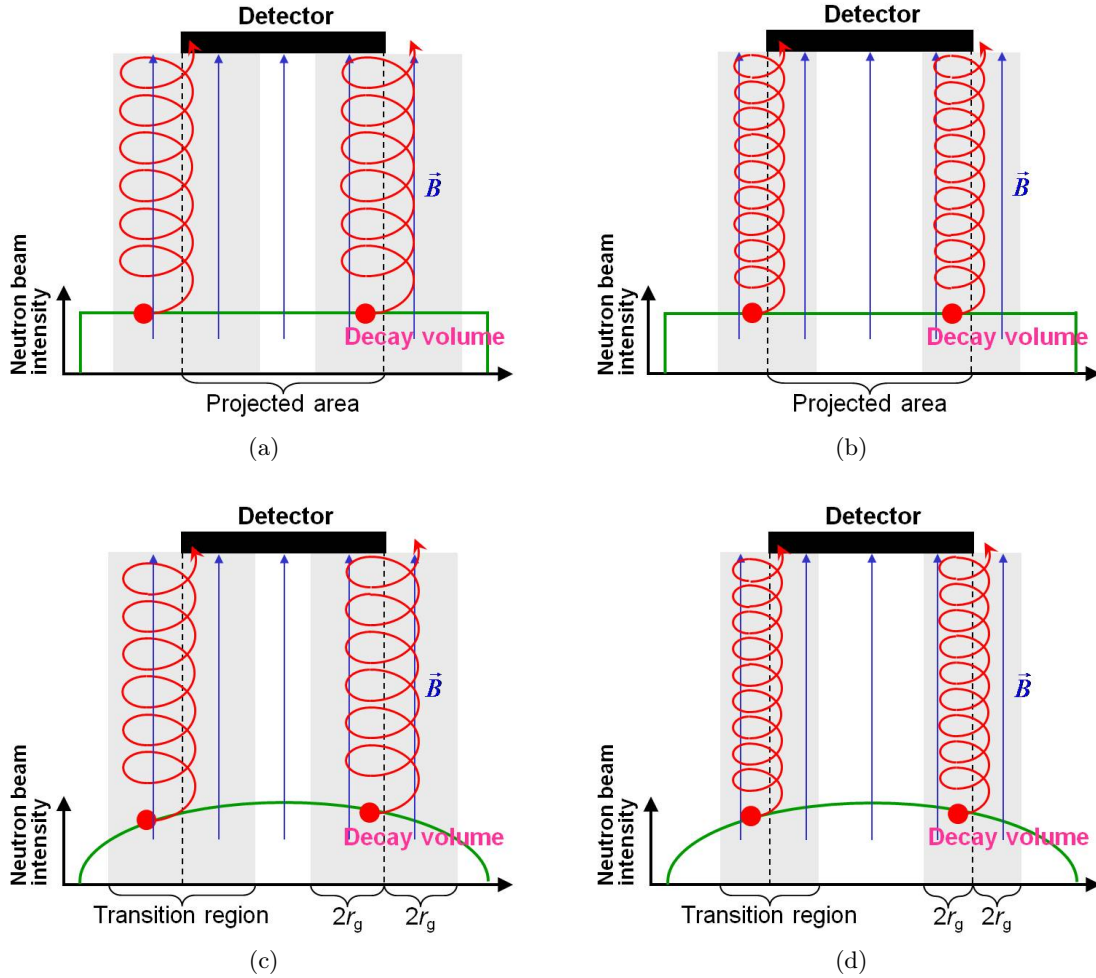 Detector
B
Neutron beam
intensity
Decay volume
Projected area
(a)
Detector
B
Neutron beam
intensity
Decay volume
Projected area
(b)
Detector
B
Neutron beam
intensity
Decay volume
Transition region
2rg
2rg
(c)
Detector
B
Neutron beam
intensity
Decay volume
Transition region
2rg
2rg
(d)